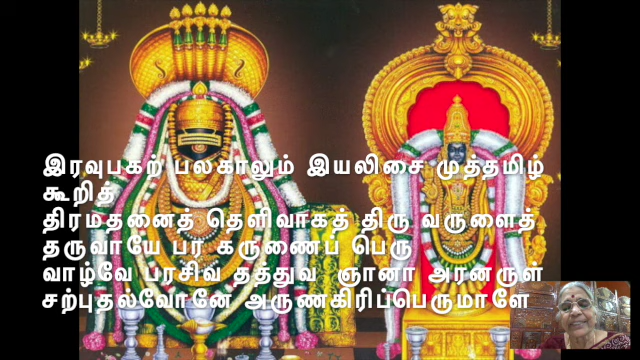 இரவுபகற் பலகாலும் இயலிசை முத்தமிழ்
கூறித்
திரமதனைத் தெளிவாகத் திரு வருளைத்
தருவாயே பர கருணைப் பெரு
வாழ்வே பரசிவ தத்துவ ஞானா அரனருள்
சற்புதல்வோனே அருணகிரிப்பெருமாளே